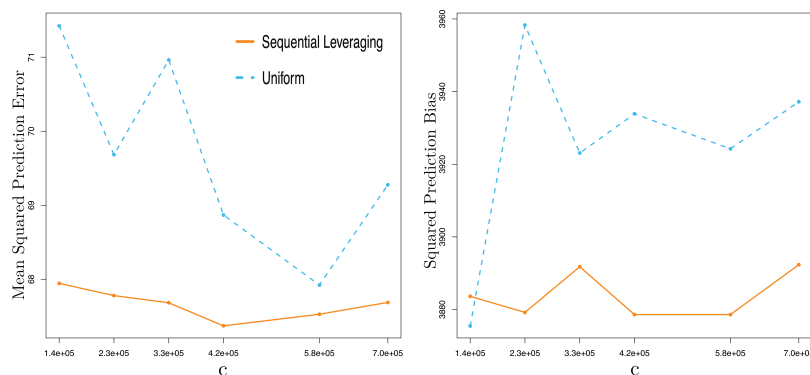 Mean Squared Prediction Error
71
70
69
68
Sequential Leveraging
Uniform
1.4e+05 2.3e+05 3.3e+05 4.2e+05 5.8e+05 7.0e+05
c
Squared Prediction Bias
3960
3940
3920
3900
3880
1.4e+05 2.3e+05 3.3e+05 4.2e+05 5.8e+05 7.0e+0
c